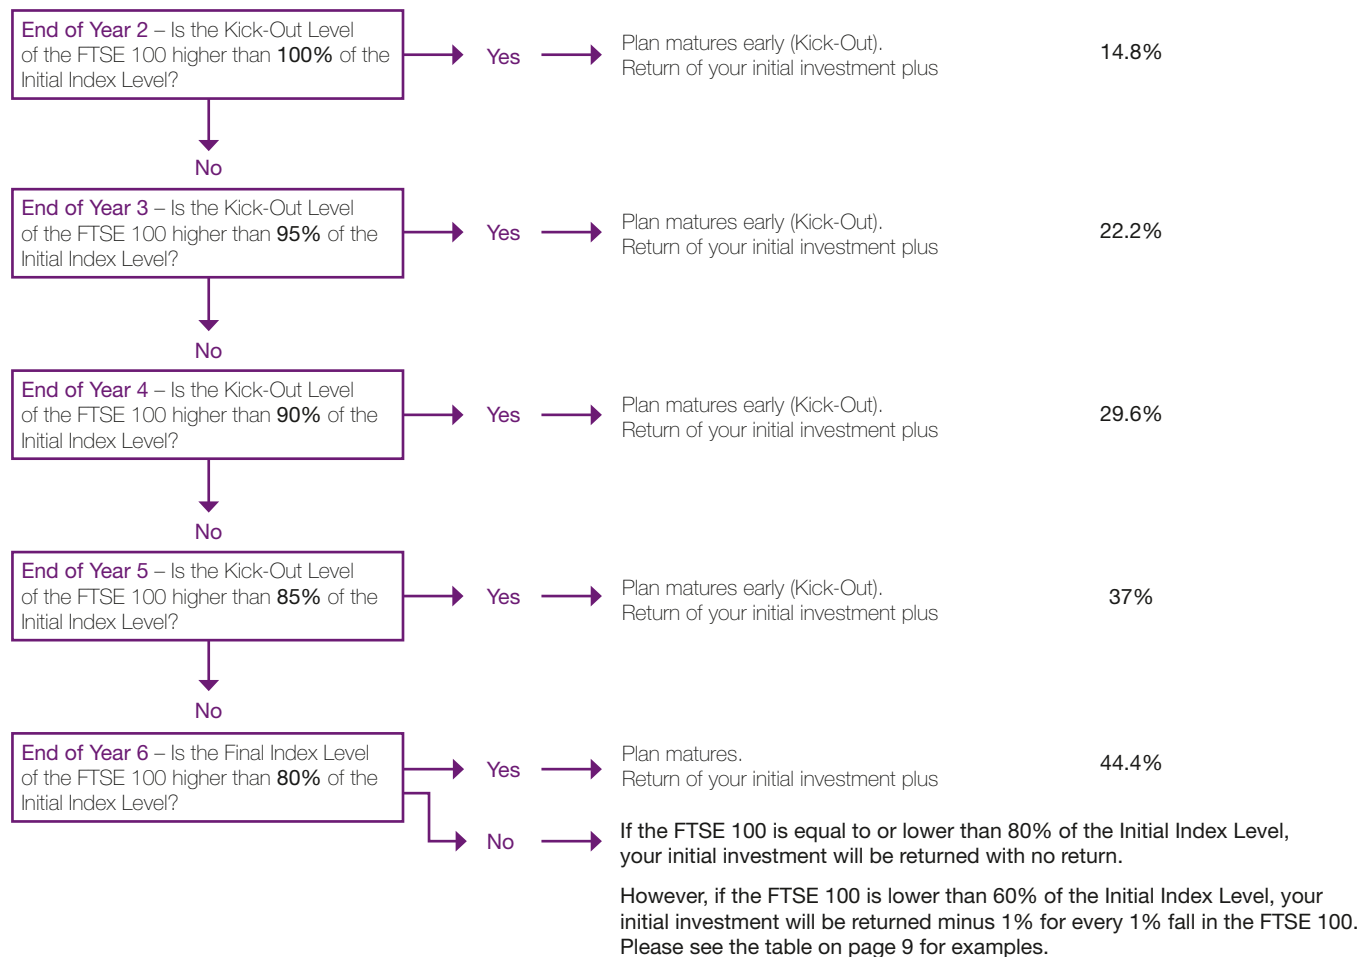 End of Year 2 – Is the Kick-Out Level
of the FTSE 100 higher than 100% of the
Initial Index Level?
Yes
Plan matures early (Kick-Out).
Return of your initial investment plus
14.8%
No
End of Year 3 – Is the Kick-Out Level
of the FTSE 100 higher than 95% of the
Initial Index Level?
Yes
Plan matures early (Kick-Out).
Return of your initial investment plus
22.2%
No
End of Year 4 – Is the Kick-Out Level
of the FTSE 100 higher than 90% of the
Initial Index Level?
Yes
Plan matures early (Kick-Out).
Return of your initial investment plus
29.6%
No
End of Year 5 – Is the Kick-Out Level
of the FTSE 100 higher than 85% of the
Initial Index Level?
Yes
Plan matures early (Kick-Out).
Return of your initial investment plus
37%
No
End of Year 6 – Is the Final Index Level
of the FTSE 100 higher than 80% of the
Initial Index Level?
Yes
Plan matures.
Return of your initial investment plus
44.4%
No
If the FTSE 100 is equal to or lower than 80% of the Initial Index Level,
your initial investment will be returned with no return.
However, if the FTSE 100 is lower than 60% of the Initial Index Level, your
initial investment will be returned minus 1% for every 1% fall in the FTSE 100.
Please see the table on page 9 for examples.